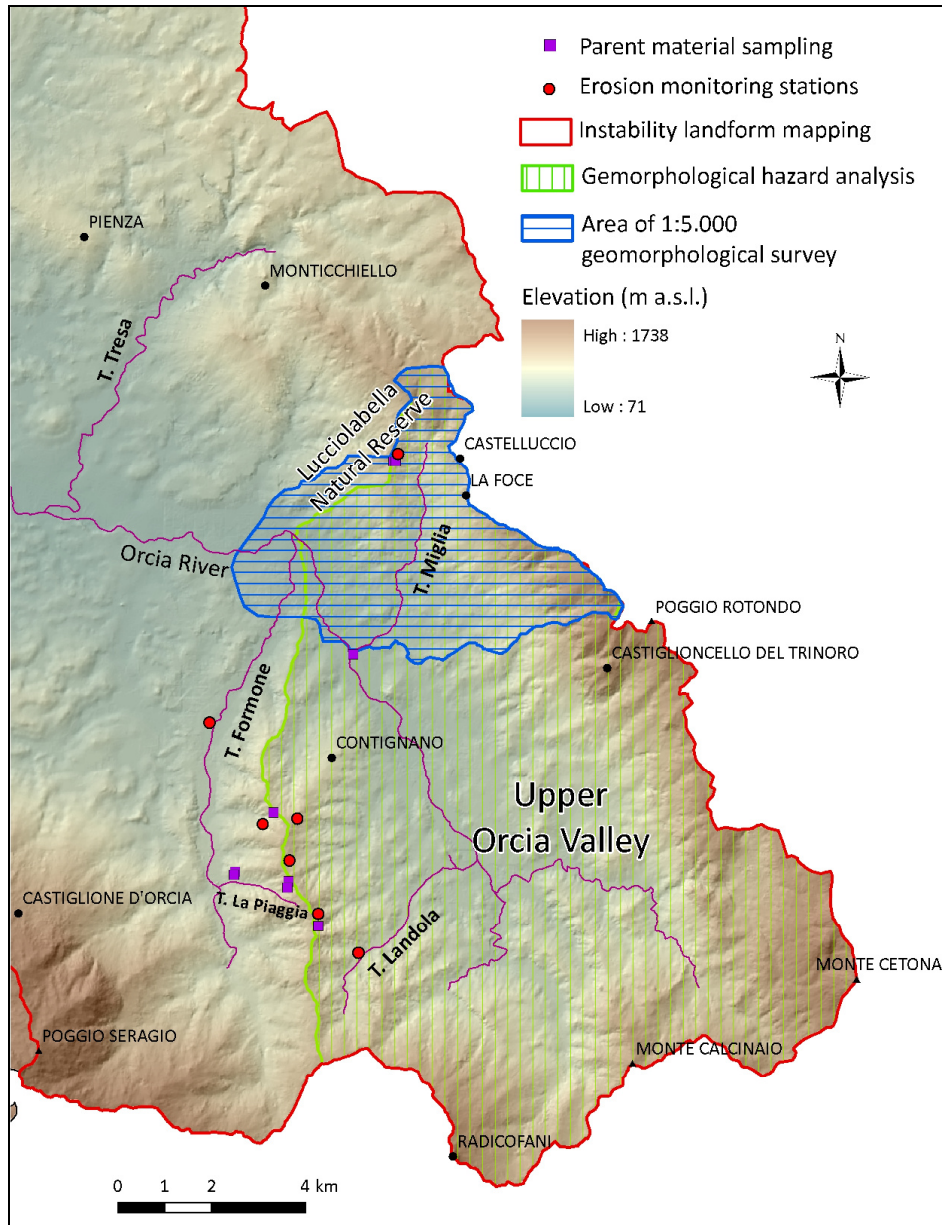 Parent material sampling
Erosion monitoring stations
Instability landform mapping
Gemorphological hazard analysis
Area of 1:5.000
geomorphological survey
Elevation (m a.s.l.)
High : 1738
Low : 71
N
PIENZA
MONTICCHIELLO
T. Tresa
Lucciolabella
Natural Reserve
CASTELLUCCIO
LA FOCE
Orcia River
T. Miglia
POGGIO ROTONDO
CASTIGLIONCELLO DEL TRINORO
T. Formone
CONTIGNANO
Upper
Orcia Valley
CASTIGLIONE D'ORCIA
T. La Piaggia
T. Landola
MONTE CETONA
POGGIO SERAGIO
MONTE CALCINAIO
RADICOFANI
0 1 2 4 km